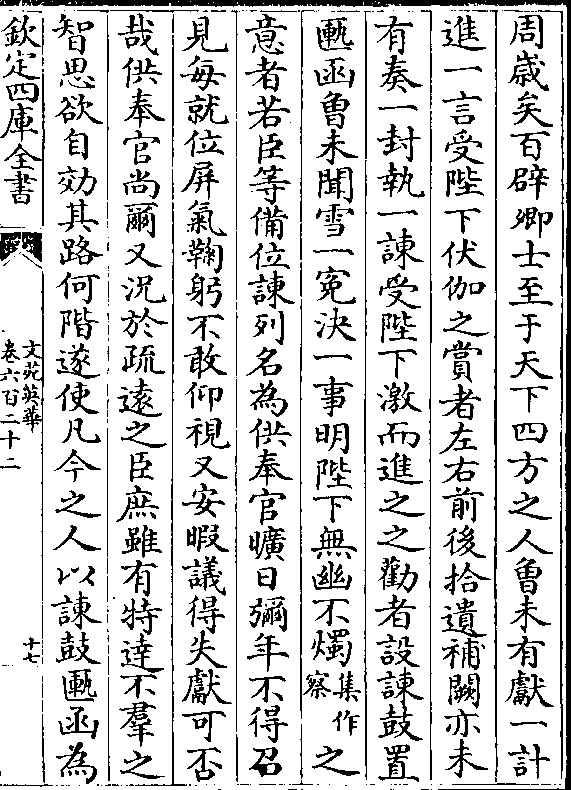 周歲矣百辟卿士至于天下四方之人魯未有獻一計
進一言受陛下伏伽之賞者左右前後拾遺補闕亦未
有奏一封執一諫受陛下激而進之之勸者設諫鼓置
匭函魯未聞雪一寃決一事明陛下無幽不燭集作察之
意者若臣等備位諫列名為供奉官曠日彌年不得召
見每就位屏氣鞠躬不敢仰視又安暇議得失獻可否
哉供奉官尚爾又況於疏逺之臣庶雖有特達不羣之
智思欲自効其路何階遂使凡今之人以諫鼓匭函為
欽定四庫全書
文苑英華
卷六百二十二
十七